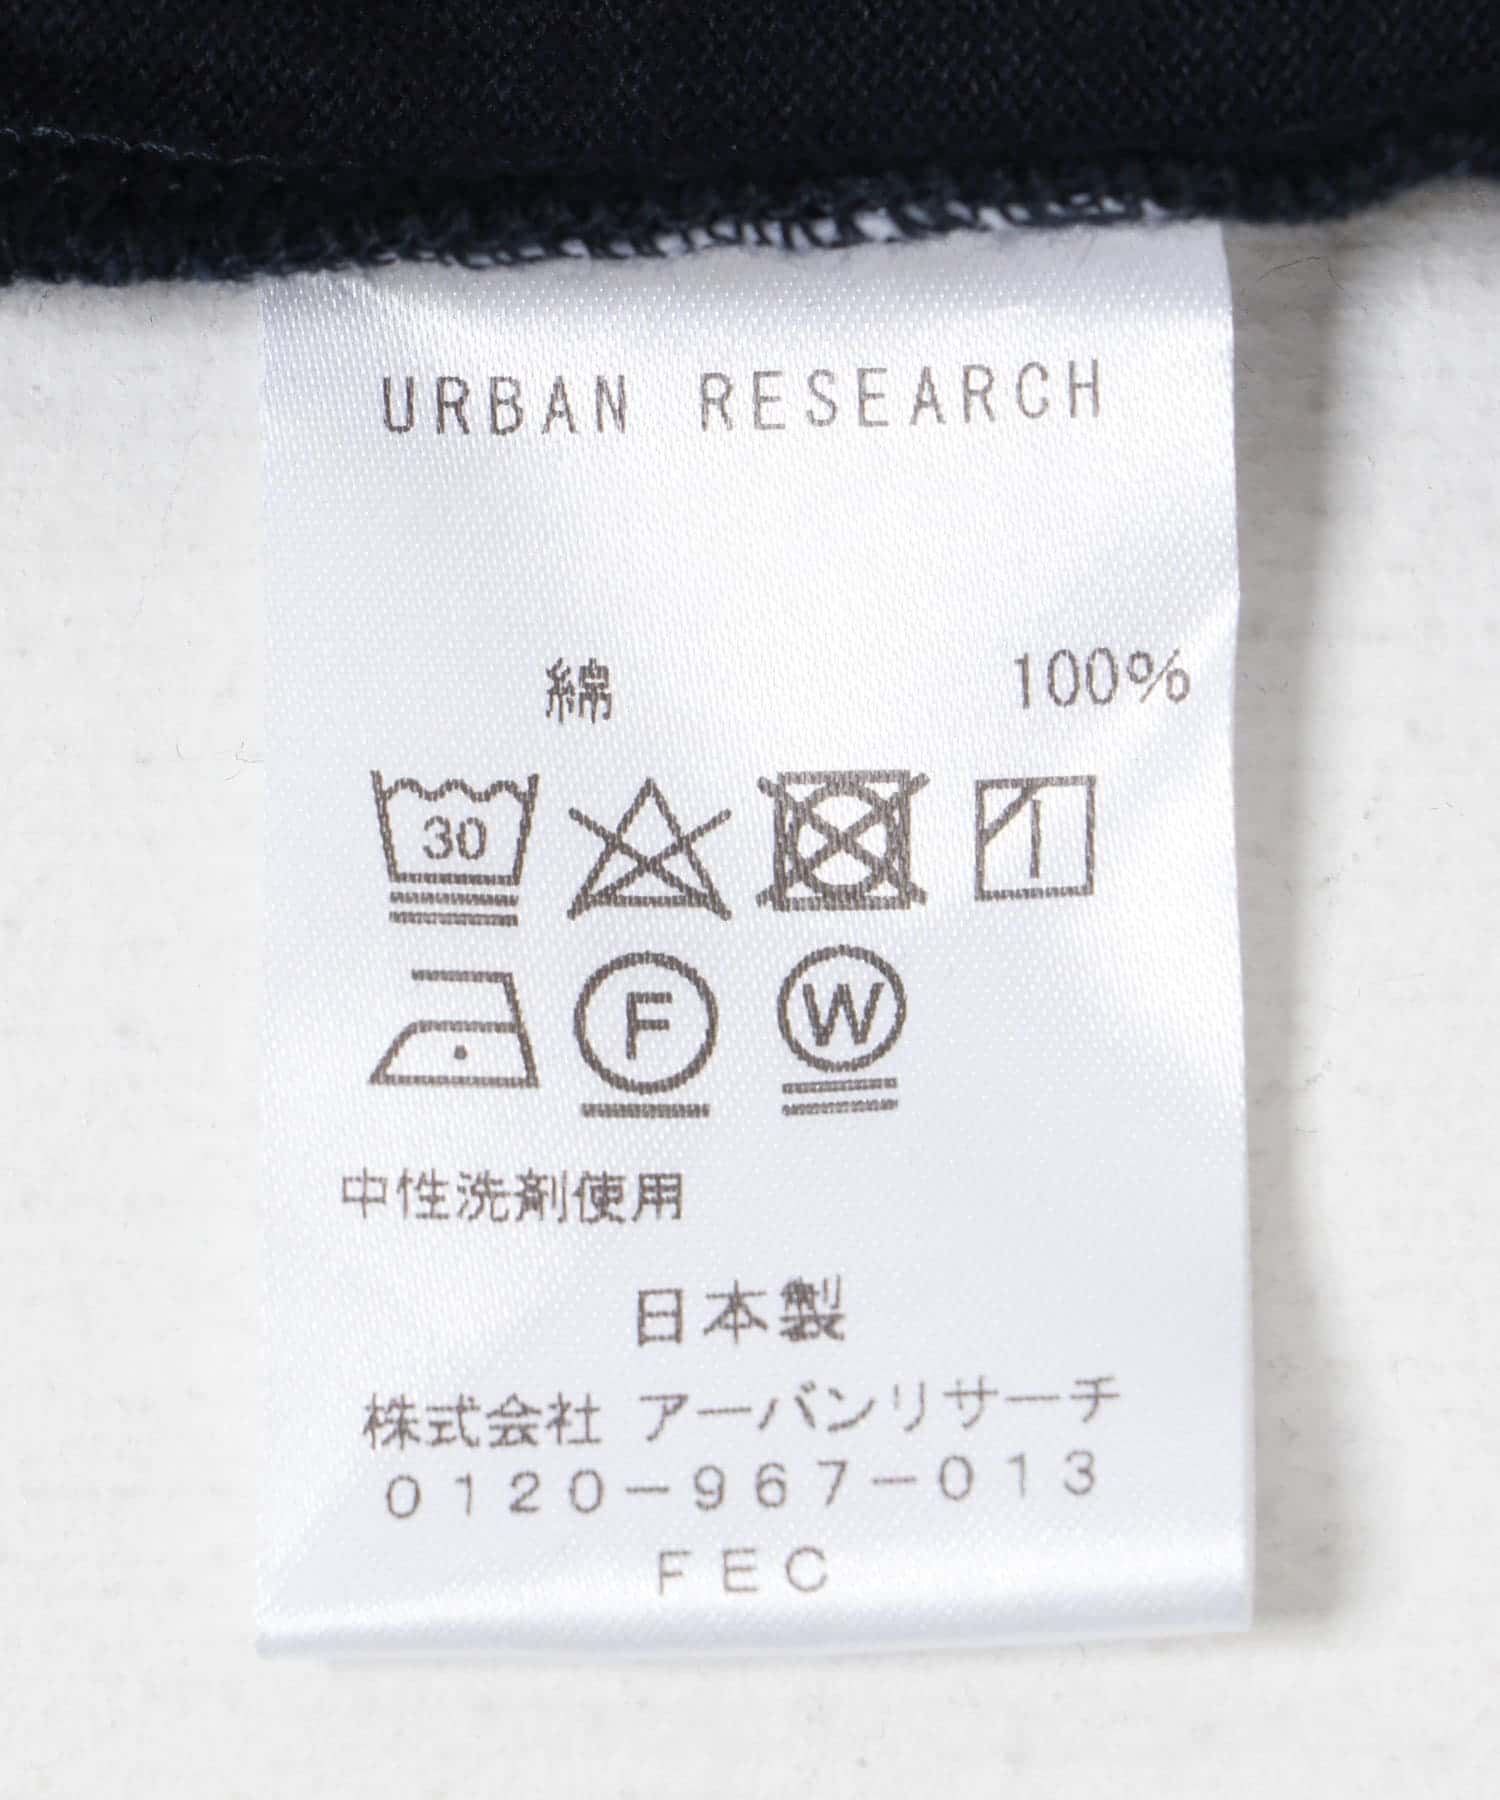 URBAN RESEARCH
綿 100%
30
F W
中性洗剤使用
日本製
株式会社 アーバンリサーチ
0120-967-013
FEC